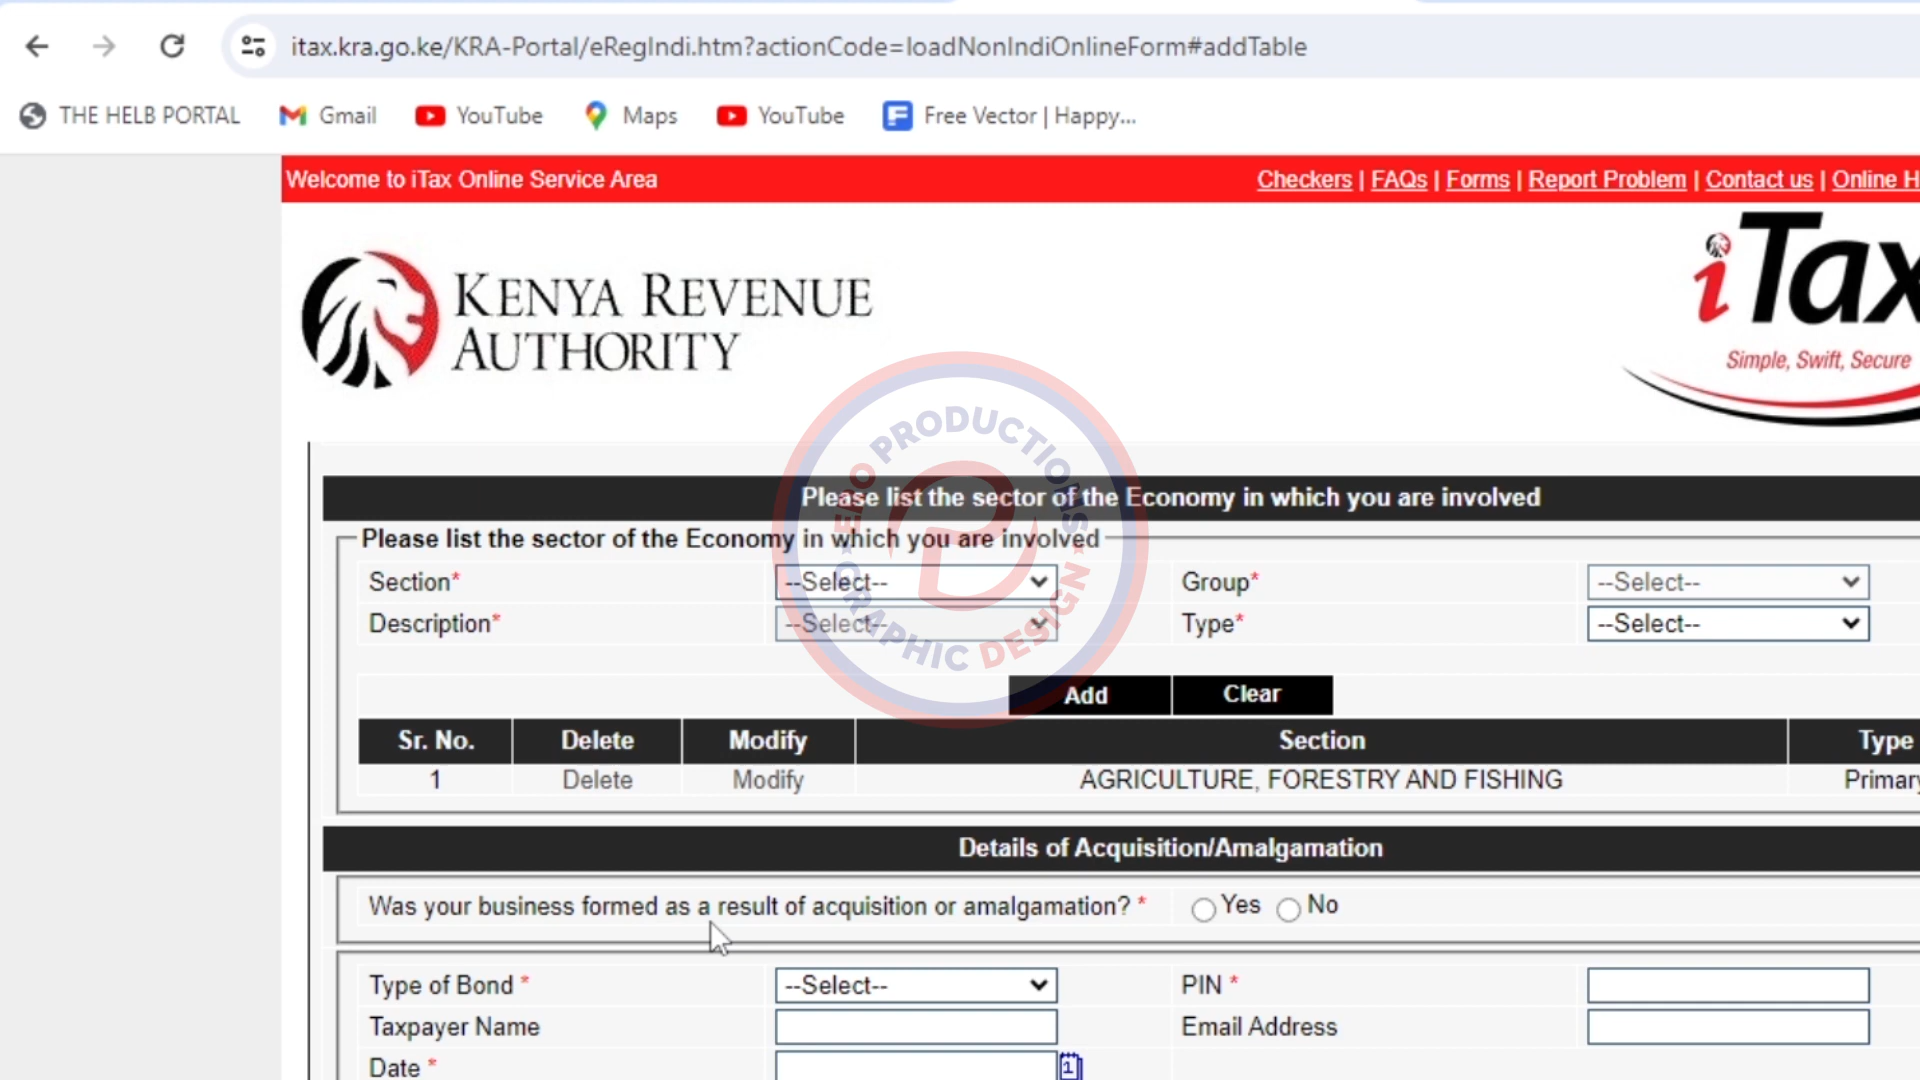 itax.kra.go.ke/KRA-Portal/eRegIndi.htm?actionCode=loadNonIndiOnlineForm#addTable
THE HELB PORTAL Gmail YouTube Maps YouTube Free Vector | Happy...
Welcome to iTax Online Service Area Checkers | FAQs | Forms | Report Problem | Contact us | Online H
KENYA REVENUE
AUTHORITY
iTax
Simple, Swift, Secure
PRODUCTIONS
GRAPHIC DESIGN
Please list the sector of the Economy in which you are involved
Please list the sector of the Economy in which you are involved
Section* --Select-- Group* --Select--
Description* --Select-- Type* --Select--
Add Clear
Sr. No. Delete Modify Section Type
1 Delete Modify AGRICULTURE, FORESTRY AND FISHING Primary
Details of Acquisition/Amalgamation
Was your business formed as a result of acquisition or amalgamation? * Yes No
Type of Bond * --Select-- PIN *
Taxpayer Name Email Address
Date * 1